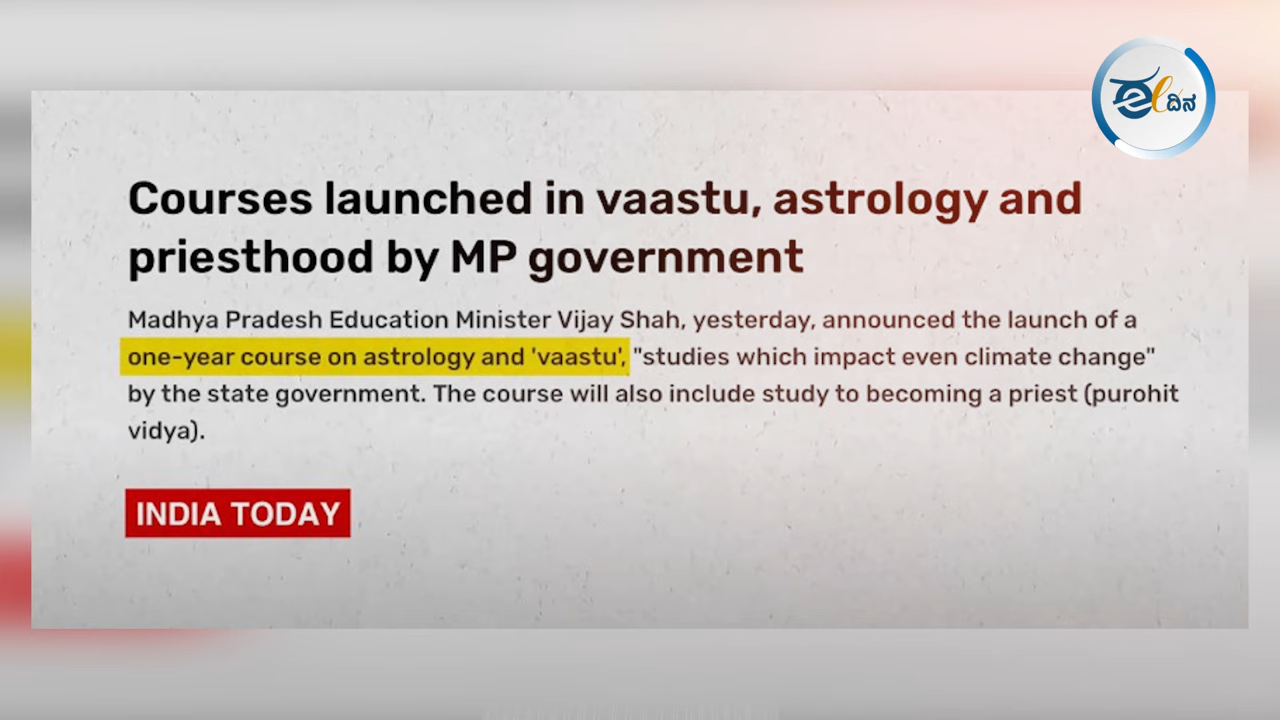 ಈ ದಿನ
Courses launched in vaastu, astrology and
priesthood by MP government
Madhya Pradesh Education Minister Vijay Shah, yesterday, announced the launch of a
one-year course on astrology and 'vaastu', "studies which impact even climate change"
by the state government. The course will also include study to becoming a priest (purohit
vidya).
INDIA TODAY